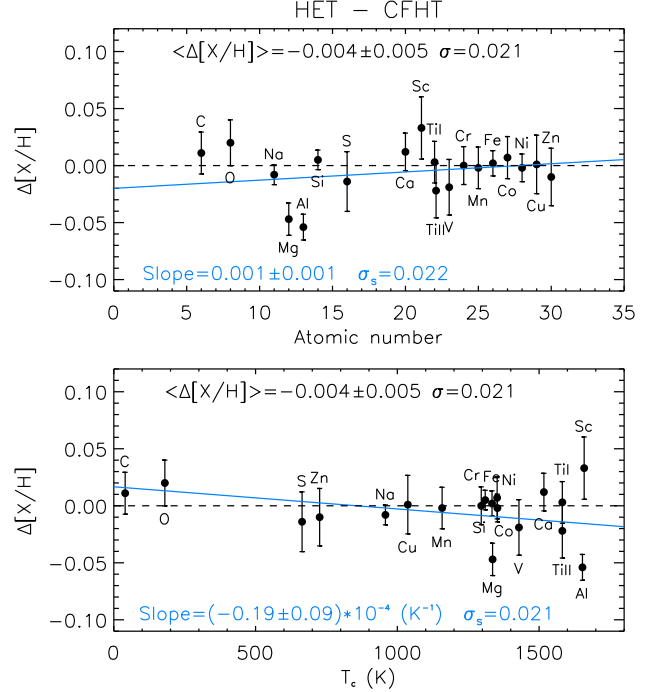 HET − CFHT
<Δ[X/H]>=−0.004±0.005 σ=0.021
Δ[X/H]
0.10
0.05
0.00
−0.05
−0.10
C
O
Na
Mg
Al
Si
S
Ca
Sc
TiI
TiII
V
Cr
Mn
Fe
Co
Ni
Cu
Zn
Slope=0.001±0.001 σₛ=0.022
0 5 10 15 20 25 30 35
Atomic number
<Δ[X/H]>=−0.004±0.005 σ=0.021
Δ[X/H]
0.10
0.05
0.00
−0.05
−0.10
C
O
S
Zn
Na
Cu
Mn
Cr
Si
Fe
Mg
Ni
Co
V
Ca
TiI
TiII
Sc
Al
Slope=(−0.19±0.09)*10⁻⁴ (K⁻¹) σₛ=0.021
0 500 1000 1500
T_c (K)